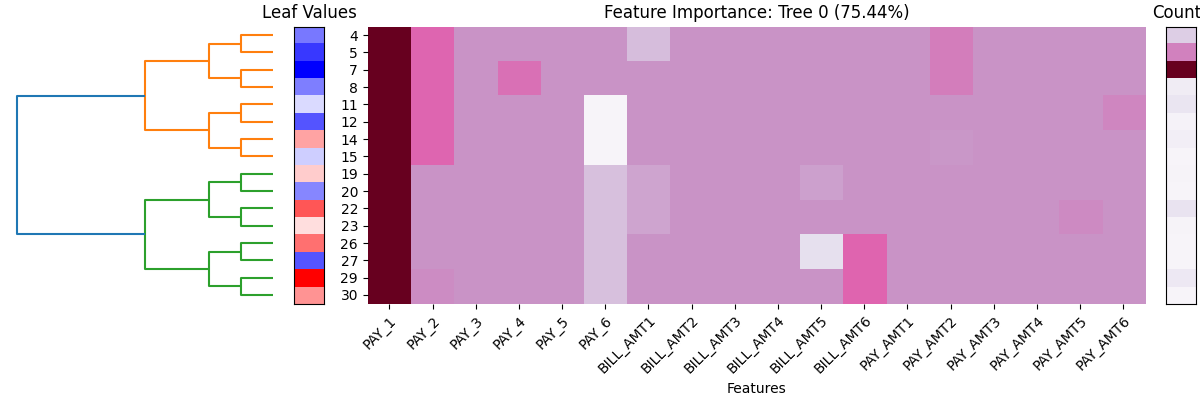 Leaf Values
Feature Importance: Tree 0 (75.44%)
Count
4
5
7
8
11
12
14
15
19
20
22
23
26
27
29
30
PAY_1
PAY_2
PAY_3
PAY_4
PAY_5
PAY_6
BILL_AMT1
BILL_AMT2
BILL_AMT3
BILL_AMT4
BILL_AMT5
BILL_AMT6
PAY_AMT1
PAY_AMT2
PAY_AMT3
PAY_AMT4
PAY_AMT5
PAY_AMT6
Features